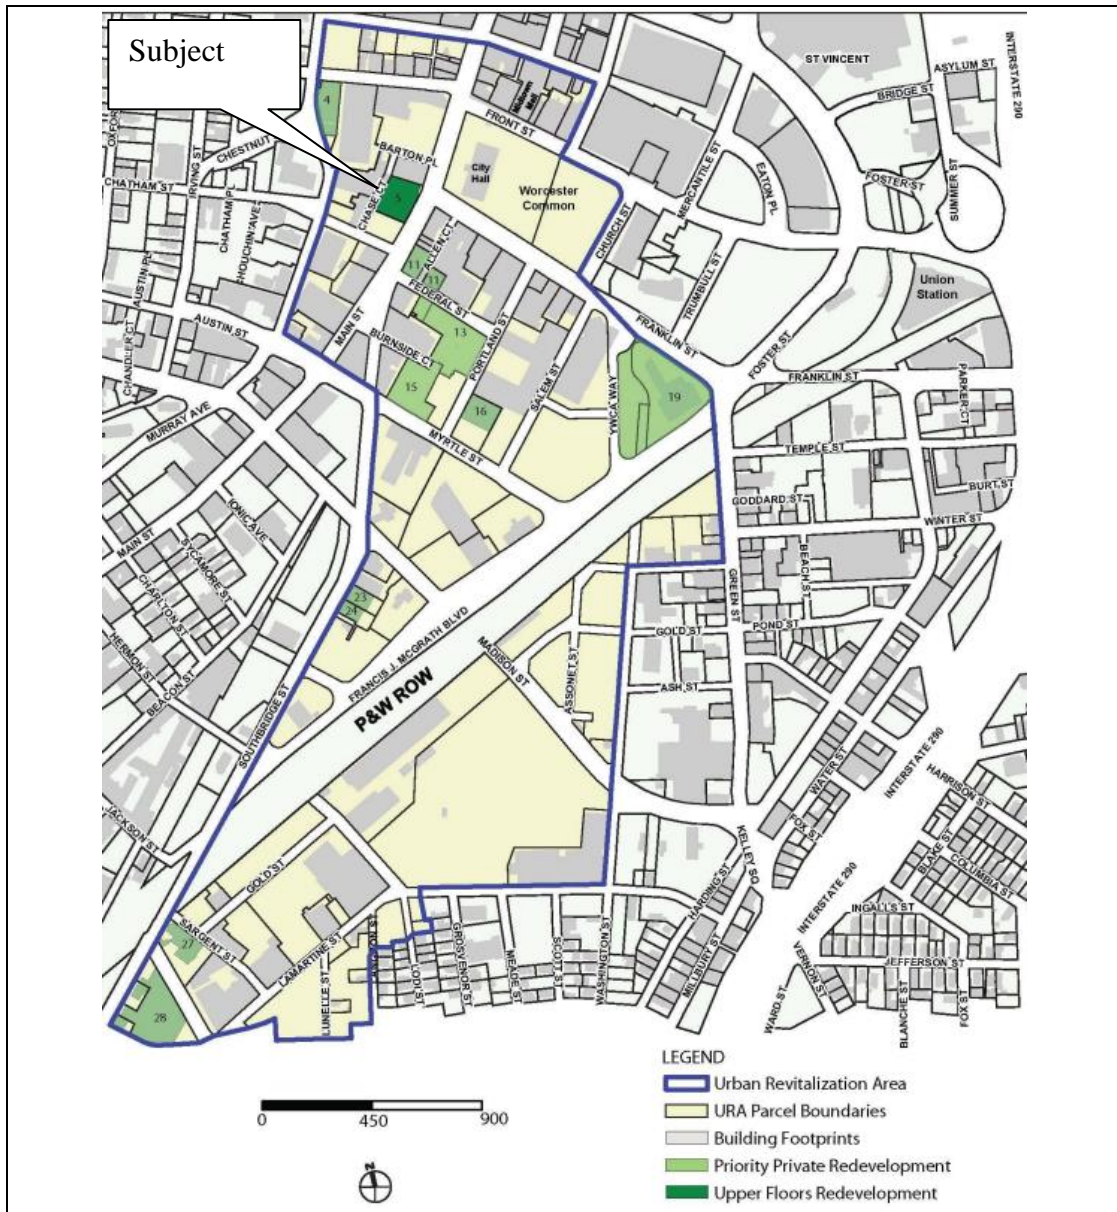 Subject
ST VINCENT
ASYLUM ST
INTERSTATE 290
BRIDGE ST
Midtown Mall
4
FRONT ST
OXFOR
CHESTNUT
IRVING ST
BARTON PL
City
Hall
Worcester
Common
MERCANTILE ST
EATON PL
FOSTER ST
SUMMER ST
CHATHAM ST
CHATHAM PL
CHASE CT
5
CHURCH ST
AUSTIN PL
HOUCHIN AVE
ALLEN CT
TRUMBULL ST
11
11
Union
Station
FEDERAL ST
AUSTIN ST
CHANDLER CT
MAIN ST
13
BURNSIDE CT
PORTLAND ST
FRANKLIN ST
FOSTER ST
FRANKLIN ST
15
16
SALEM ST
YWCA WAY
19
PARKER CT
MURRAY AVE
MYRTLE ST
TEMPLE ST
BURT ST
GODDARD ST
WINTER ST
IONIC AVE
MAIN ST
SYCAMORE ST
BEACH ST
CHARLTON ST
23
24
GREEN ST
POND ST
GOLD ST
HERMON ST
BEACON ST
FRANCIS J. MCGRATH BLVD
MADISON ST
ASSONET ST
ASH ST
P&W ROW
SOUTHBRIDGE ST
WATER ST
INTERSTATE 290
HARRISON ST
FOX ST
JACKSON ST
KELLEY SQ
BLAKE ST
COLUMBIA ST
GOLD ST
HARDING ST
INTERSTATE 290
INGALLS ST
SARGENT ST
27
LAMARTINE ST
LUNELLE ST
LODI ST
GROSVENOR ST
MEADE ST
SCOTT ST
WASHINGTON ST
MILLBURY ST
VERNON ST
JEFFERSON ST
28
WARD ST
BLANCHE ST
FOX ST
LEGEND
Urban Revitalization Area
URA Parcel Boundaries
Building Footprints
Priority Private Redevelopment
Upper Floors Redevelopment
0 450 900
N